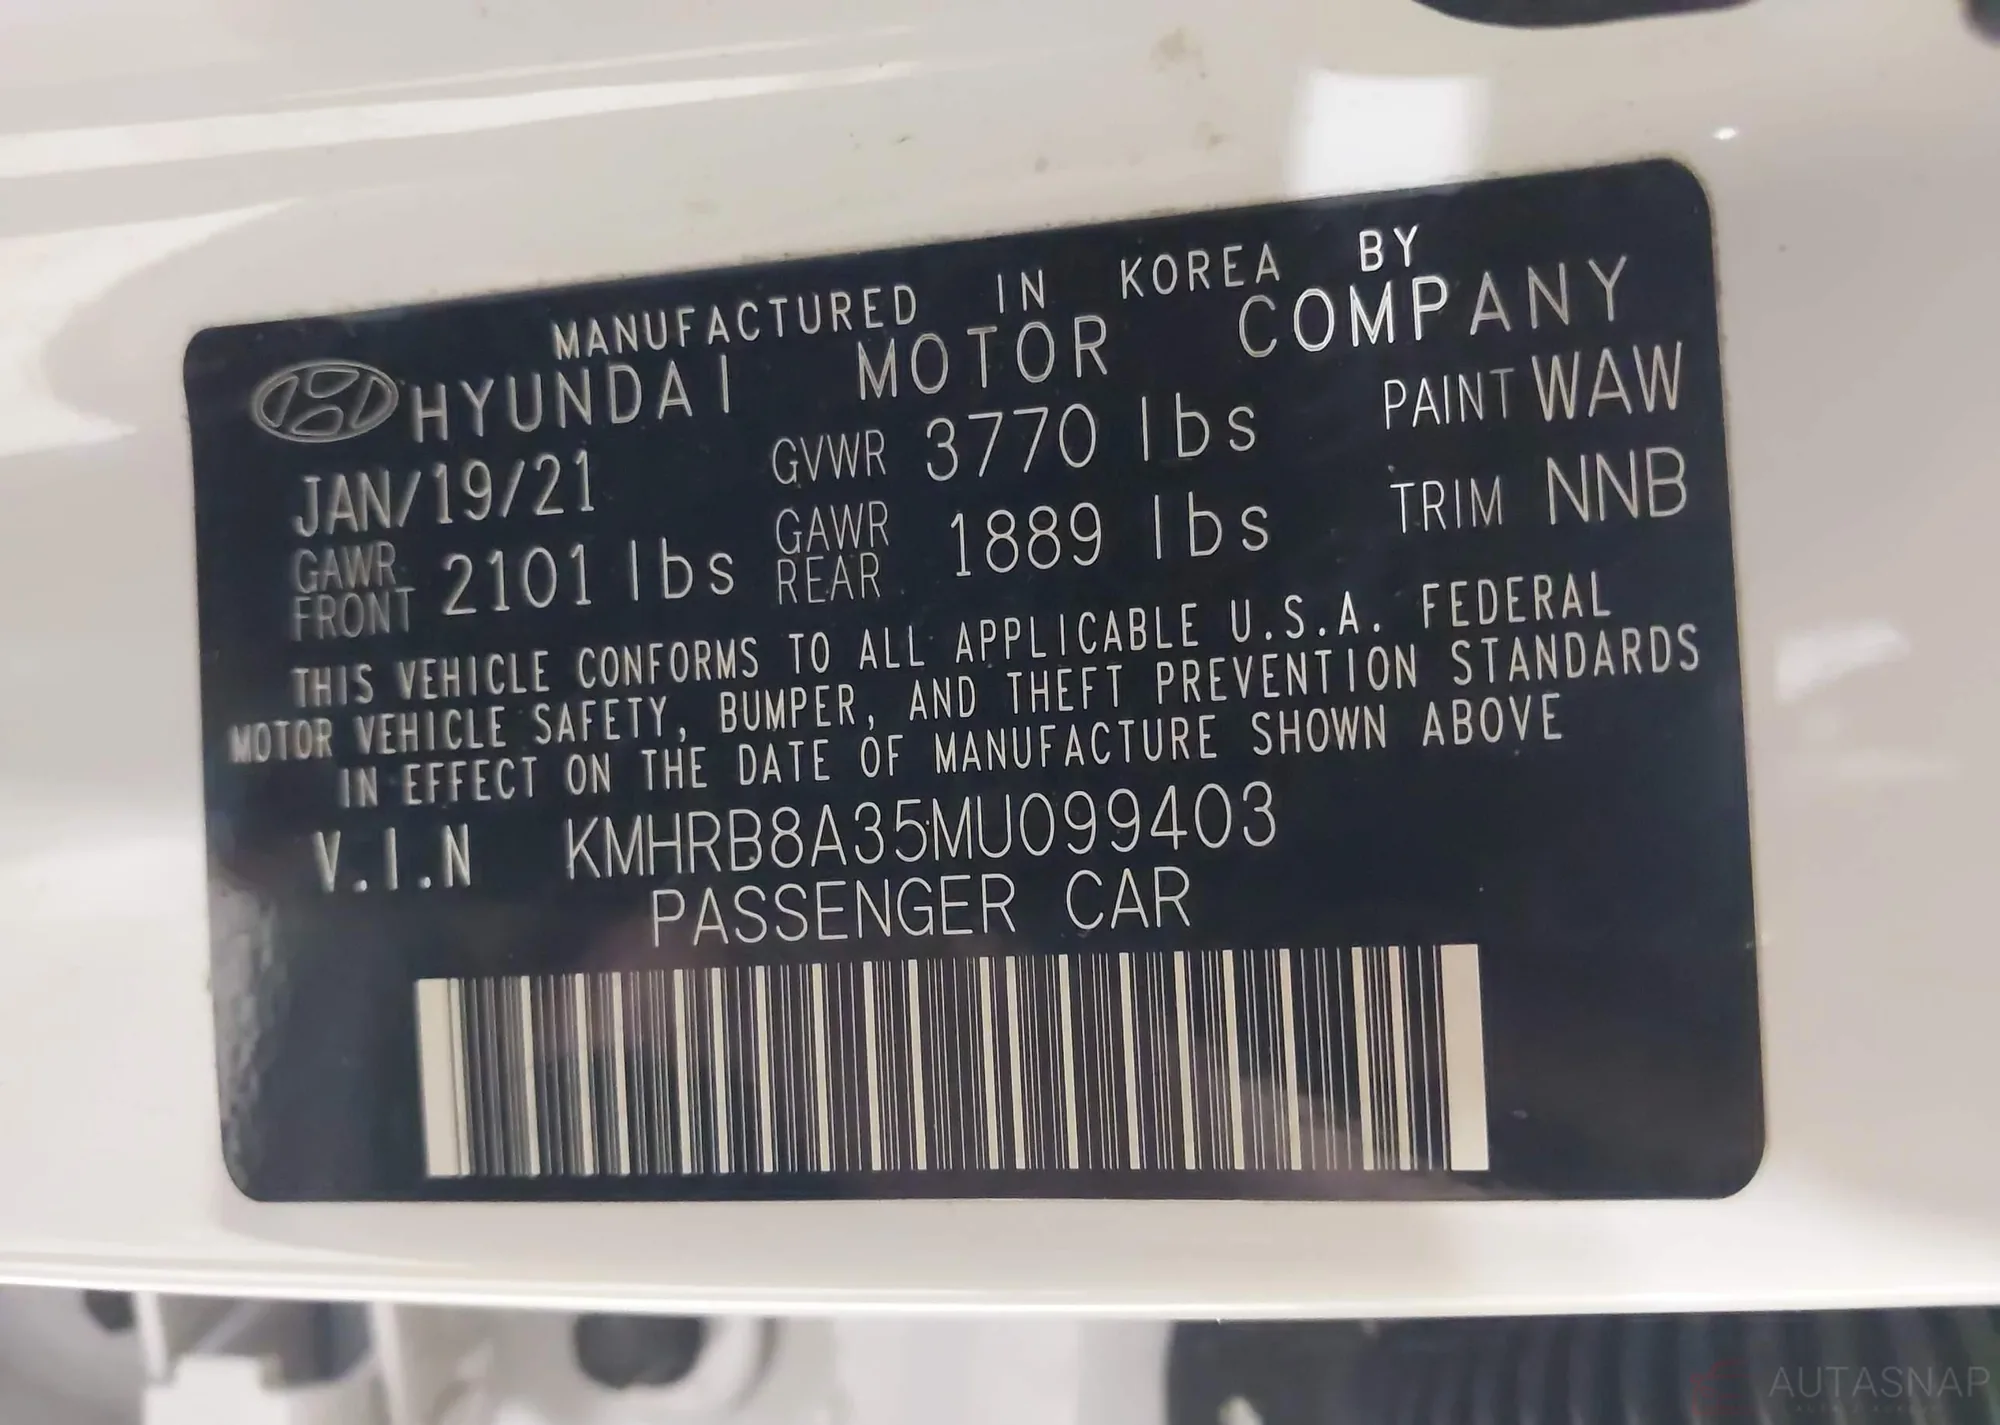 MANUFACTURED IN KOREA BY
HYUNDAI MOTOR COMPANY
JAN/19/21 GVWR 3770 lbs PAINT WAW
GAWR FRONT 2101 lbs GAWR REAR 1889 lbs TRIM NNB
THIS VEHICLE CONFORMS TO ALL APPLICABLE U.S.A. FEDERAL
MOTOR VEHICLE SAFETY, BUMPER, AND THEFT PREVENTION STANDARDS
IN EFFECT ON THE DATE OF MANUFACTURE SHOWN ABOVE
V.I.N KMHRB8A35MU099403
PASSENGER CAR
AUTASNAP